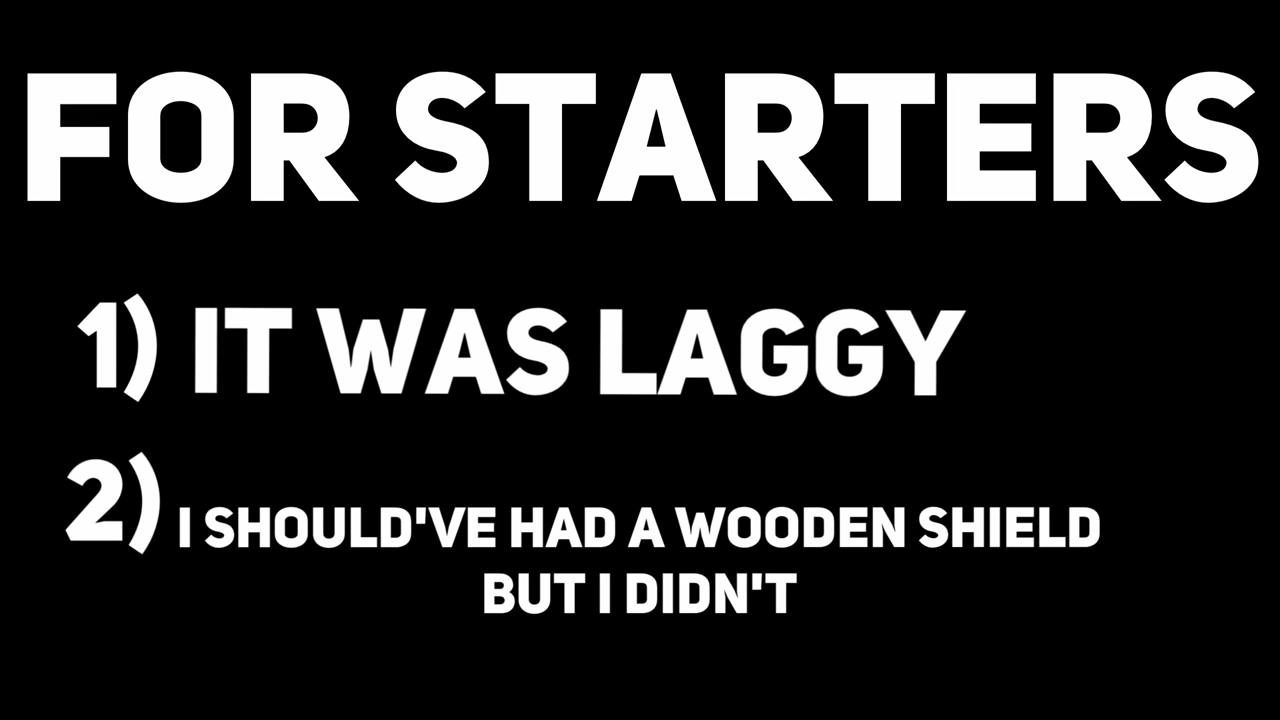 FOR STARTERS
1) IT WAS LAGGY
2) I SHOULD'VE HAD A WOODEN SHIELD
BUT I DIDN'T